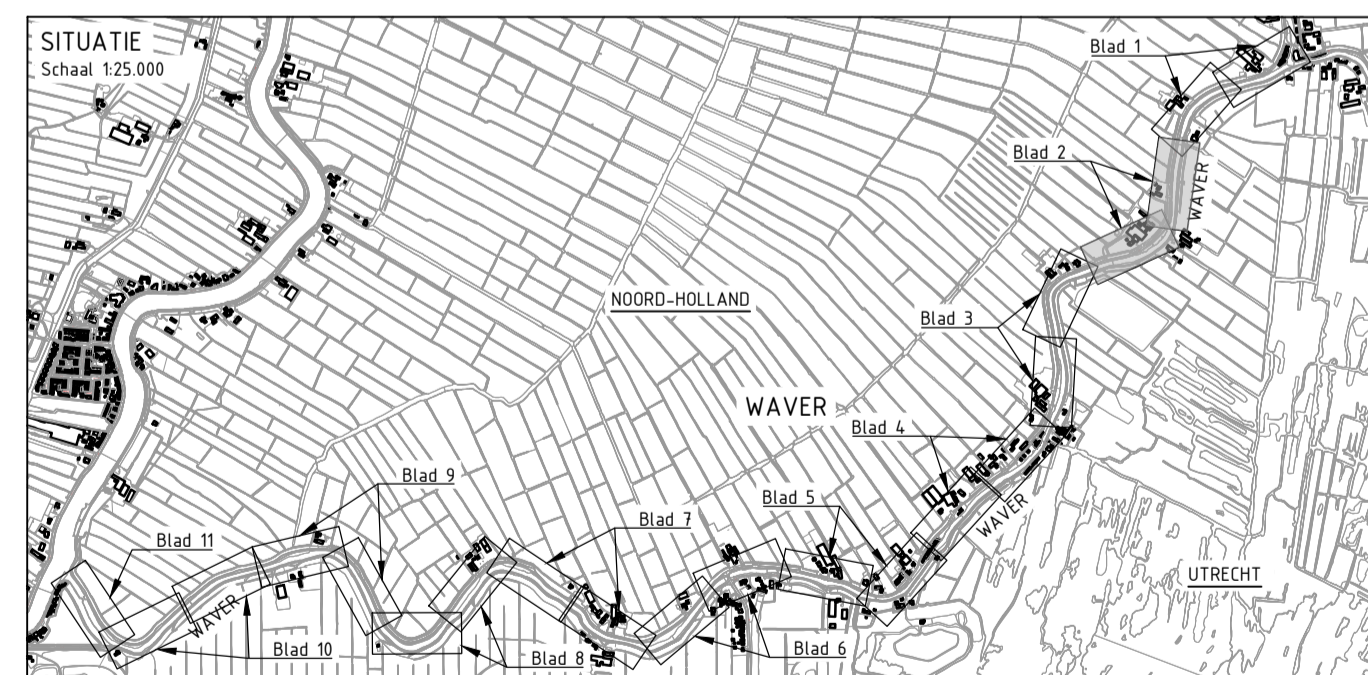 SITUATIE
Schaal 1:25.000
Blad 1
Blad 2
WAVER
NOORD-HOLLAND
Blad 3
WAVER
Blad 4
Blad 9
Blad 5
Blad 7
WAVER
Blad 11
UTRECHT
WAVER
Blad 10
Blad 8
Blad 6